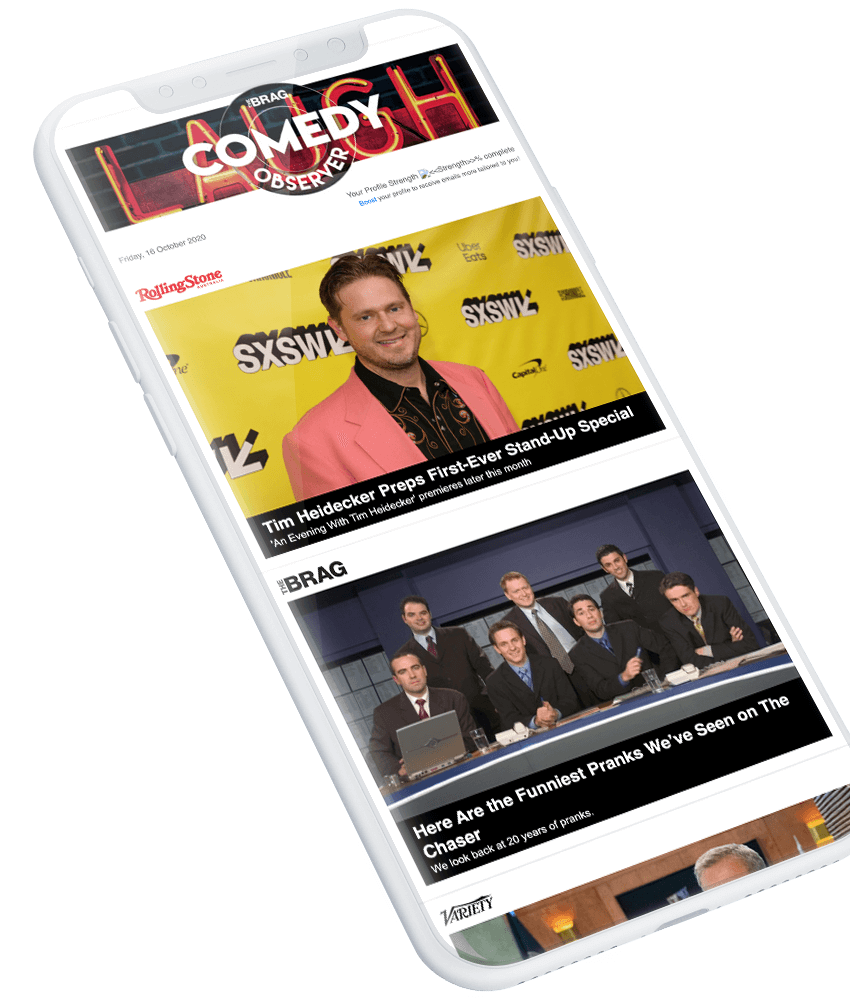 LAUGH
THE BRAG
COMEDY
OBSERVER
Your Profile Strength <<Strength>>% complete
Boost your profile to receive emails more tailored to you!
Friday, 16 October 2020
RollingStone
AUSTRALIA
SXSW
Uber
Eats
SXSW
SXSW
SXSW
Capital One
SXSW
SXSW
Tim Heidecker Preps First-Ever Stand-Up Special
'An Evening With Tim Heidecker' premieres later this month
THE BRAG
Here Are the Funniest Pranks We've Seen on The
Chaser
We look back at 20 years of pranks.
VARIETY